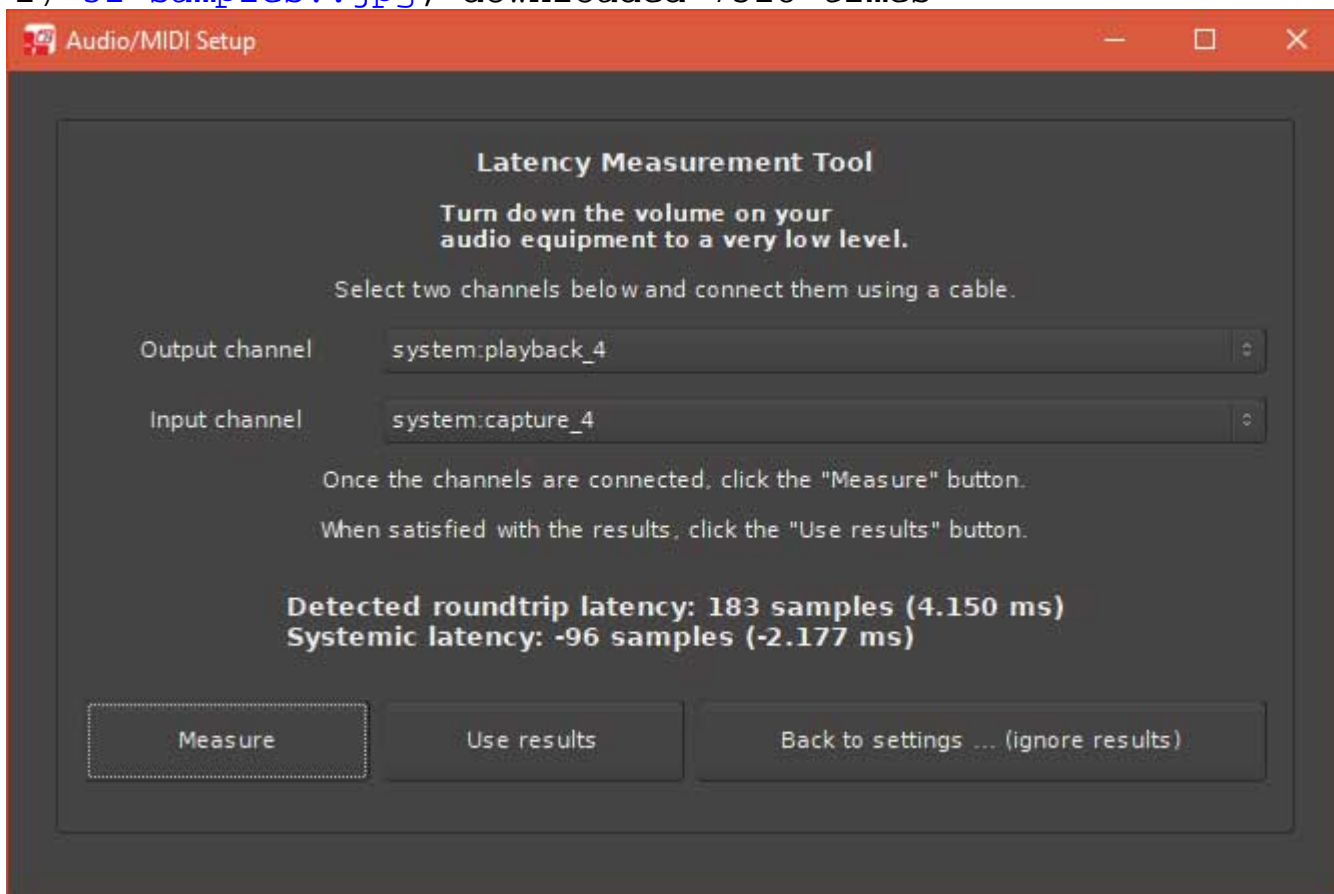 Audio/MIDI Setup
Latency Measurement Tool
Turn down the volume on your
audio equipment to a very low level.
Select two channels below and connect them using a cable.
Output channel system:playback_4
Input channel system:capture_4
Once the channels are connected, click the "Measure" button.
When satisfied with the results, click the "Use results" button.
Detected roundtrip latency: 183 samples (4.150 ms)
Systemic latency: -96 samples (-2.177 ms)
Measure Use results Back to settings ... (ignore results)